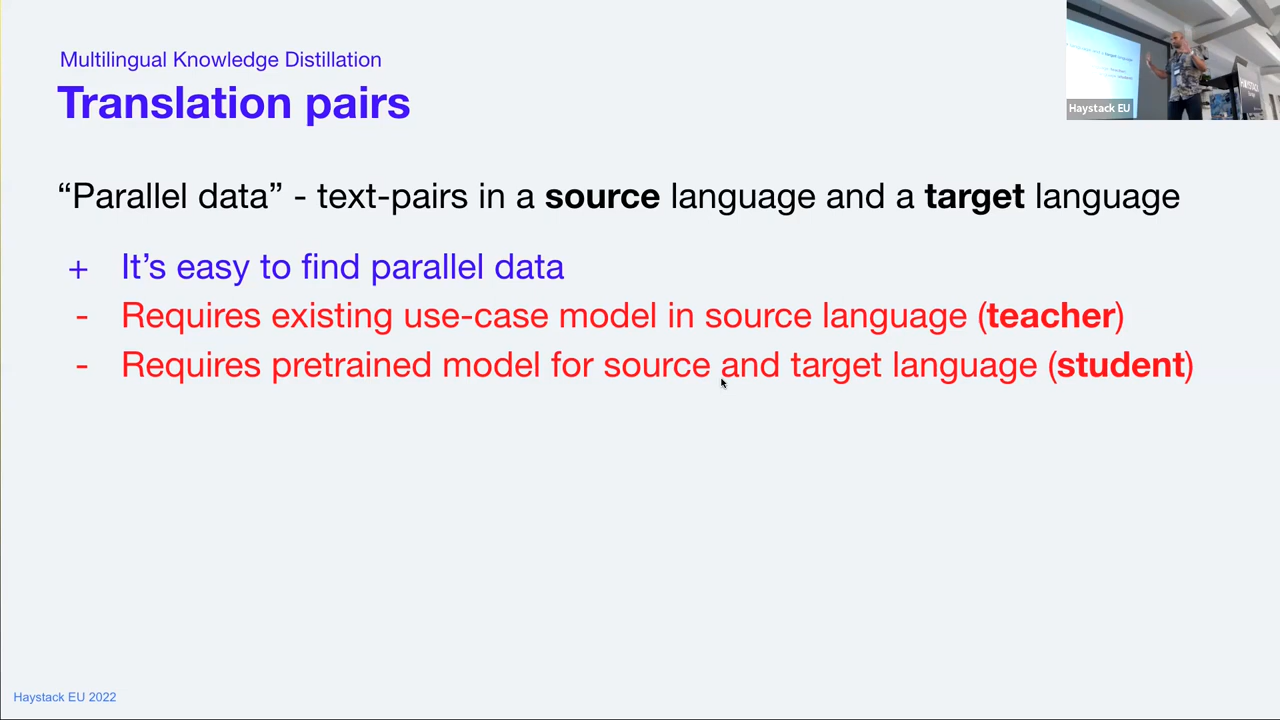 Multilingual Knowledge Distillation
Translation pairs
“Parallel data” - text-pairs in a source language and a target language
+ It’s easy to find parallel data
- Requires existing use-case model in source language (teacher)
- Requires pretrained model for source and target language (student)
Haystack EU
Haystack EU 2022